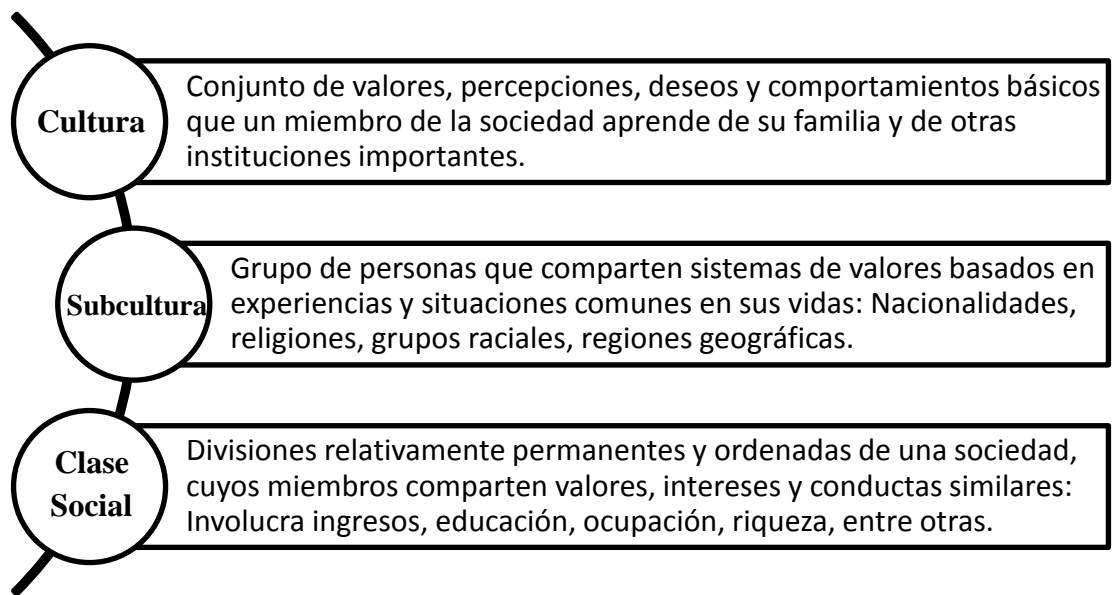 Cultura
Conjunto de valores, percepciones, deseos y comportamientos básicos
que un miembro de la sociedad aprende de su familia y de otras
instituciones importantes.
Subcultura
Grupo de personas que comparten sistemas de valores basados en
experiencias y situaciones comunes en sus vidas: Nacionalidades,
religiones, grupos raciales, regiones geográficas.
Clase
Social
Divisiones relativamente permanentes y ordenadas de una sociedad,
cuyos miembros comparten valores, intereses y conductas similares:
Involucra ingresos, educación, ocupación, riqueza, entre otras.